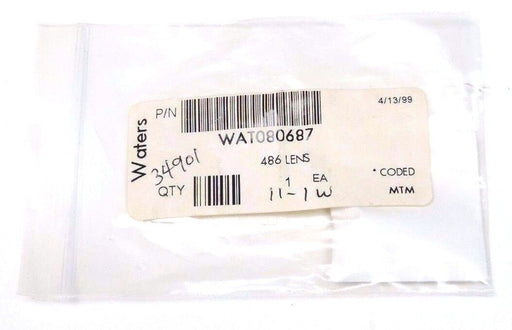 Waters
P/N
4/13/99
WAT080687
486 LENS
34901
QTY 1 EA * CODED
11-1W MTM